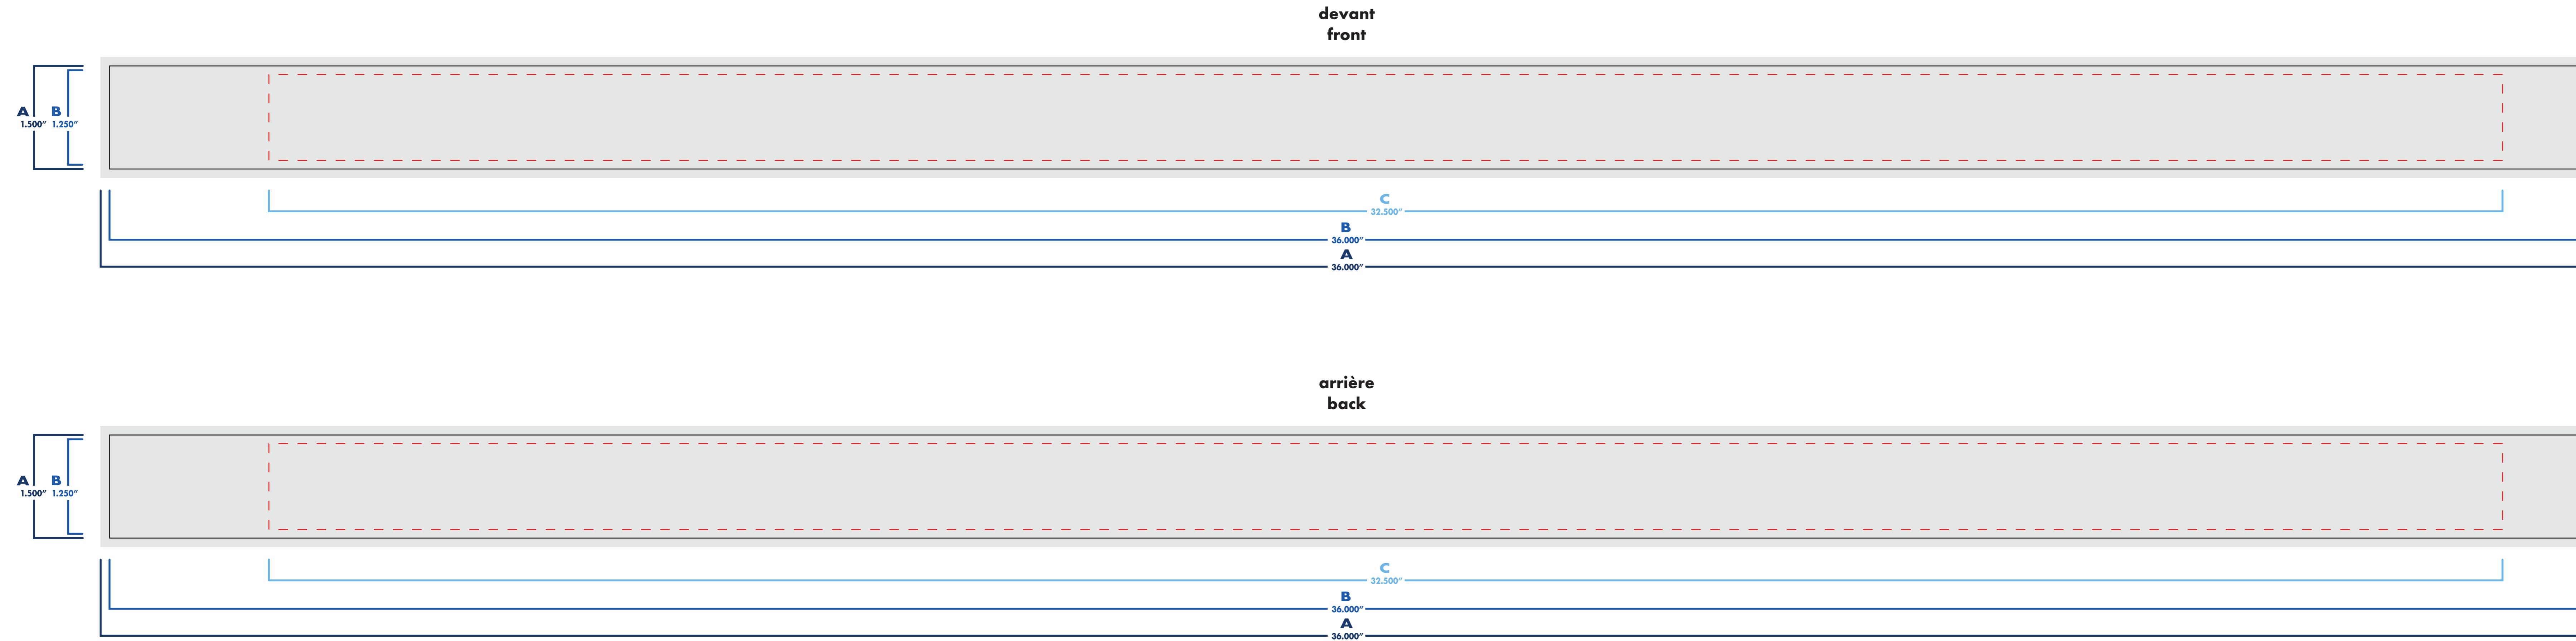 devant
front
A B
1.500" 1.250"
C
32.500"
B
36.000"
A
36.000"
arrière
back
A B
1.500" 1.250"
C
32.500"
B
36.000"
A
36.000"